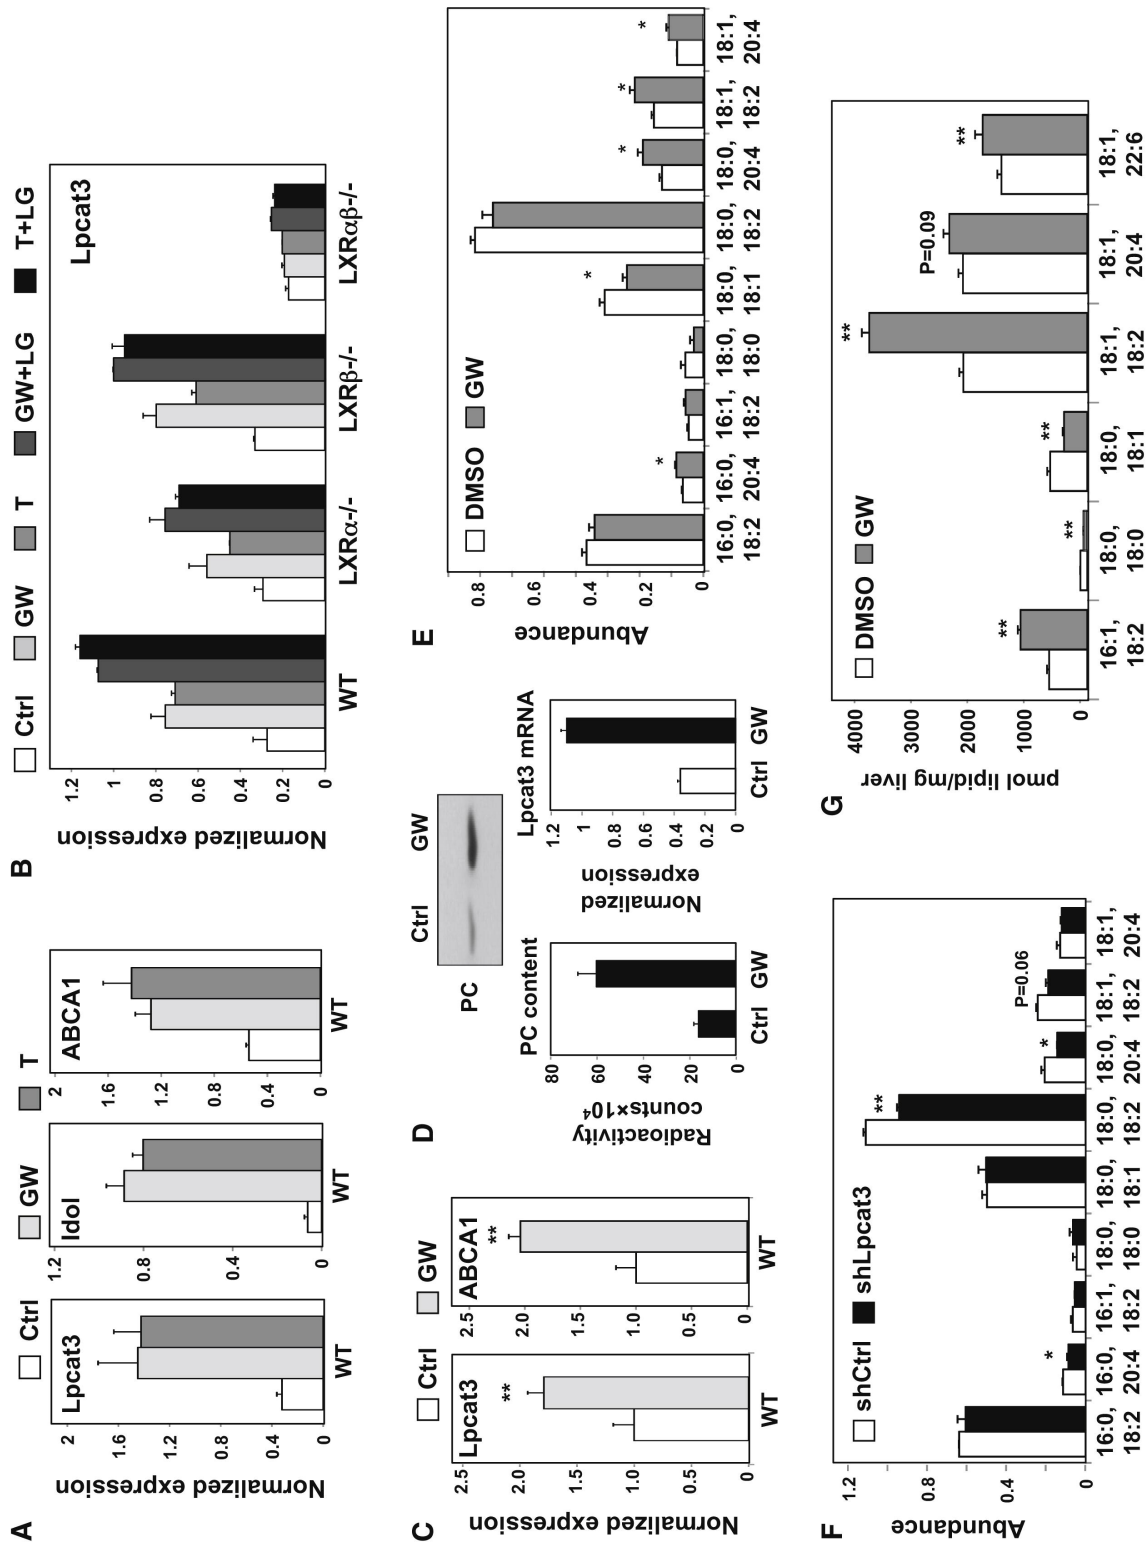 A
Ctrl
GW
T
Normalized expression
2
1.6
1.2
0.8
0.4
0
Lpcat3
WT
1.2
0.8
0.4
0
Idol
WT
2
1.6
1.2
0.8
0.4
0
ABCA1
WT
B
Ctrl
GW
T
GW+LG
T+LG
Normalized expression
1.2
1
0.8
0.6
0.4
0.2
0
Lpcat3
WT
LXRα-/-
LXRβ-/-
LXRαβ-/-
C
Ctrl
GW
Normalized expression
2.5
2.0
1.5
1.0
0.5
0
Lpcat3
**
WT
2.5
2.0
1.5
1.0
0.5
0
ABCA1
**
WT
D
Ctrl
GW
PC
PC content
Radioactivity
counts×10⁴
80
60
40
20
0
Ctrl
GW
Lpcat3 mRNA
Normalized
expression
1.2
1
0.8
0.6
0.4
0.2
0
Ctrl
GW
E
DMSO
GW
Abundance
0.8
0.6
0.4
0.2
0
*
*
*
*
*
16:0, 16:0, 16:1, 18:0, 18:0, 18:0, 18:0, 18:1, 18:1,
18:2 20:4 18:2 18:0 18:1 18:2 20:4 18:2 20:4
F
shCtrl
shLpcat3
Abundance
1.2
0.8
0.4
0
*
**
*
P=0.06
16:0, 16:0, 16:1, 18:0, 18:0, 18:0, 18:0, 18:1, 18:1,
18:2 20:4 18:2 18:0 18:1 18:2 20:4 18:2 20:4
G
DMSO
GW
pmol lipid/mg liver
4000
3000
2000
1000
0
**
**
**
**
P=0.09
**
16:1, 18:0, 18:0, 18:1, 18:1, 18:1,
18:2 18:0 18:1 18:2 20:4 22:6